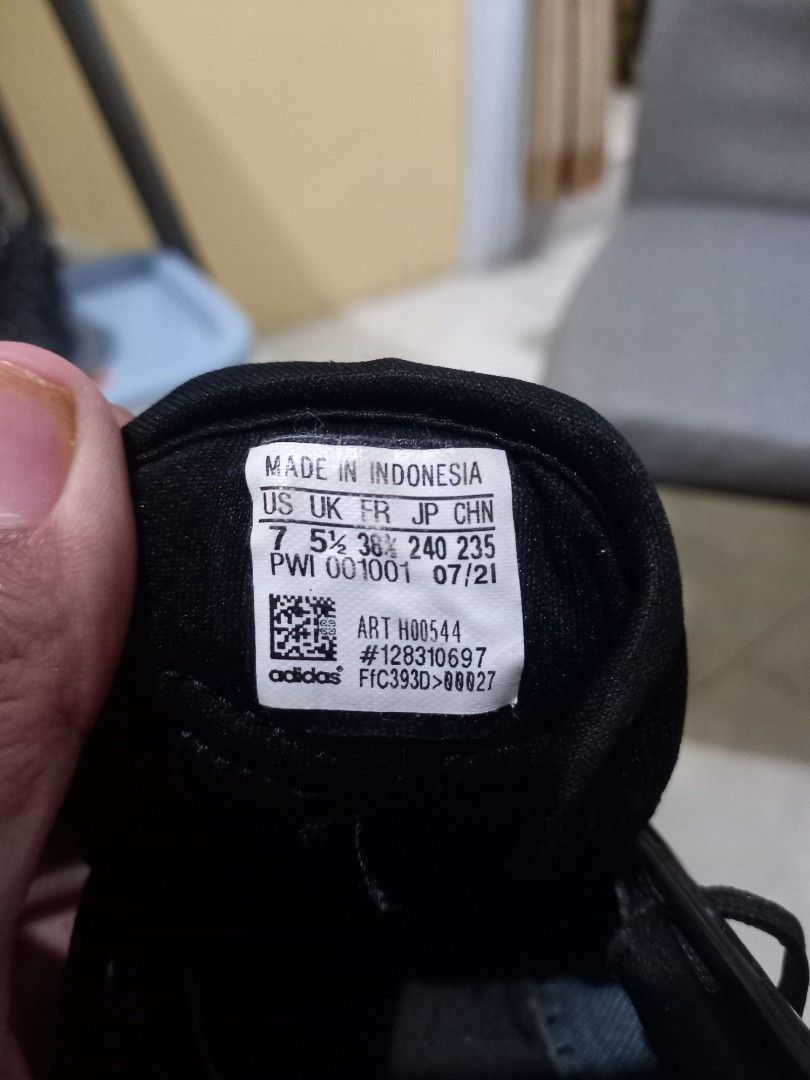 MADE IN INDONESIA
US UK FR JP CHN
7 5½ 38⅔ 240 235
PWI 001001 07/21
ART H00544
#128310697
adidas® FfC393D>00027